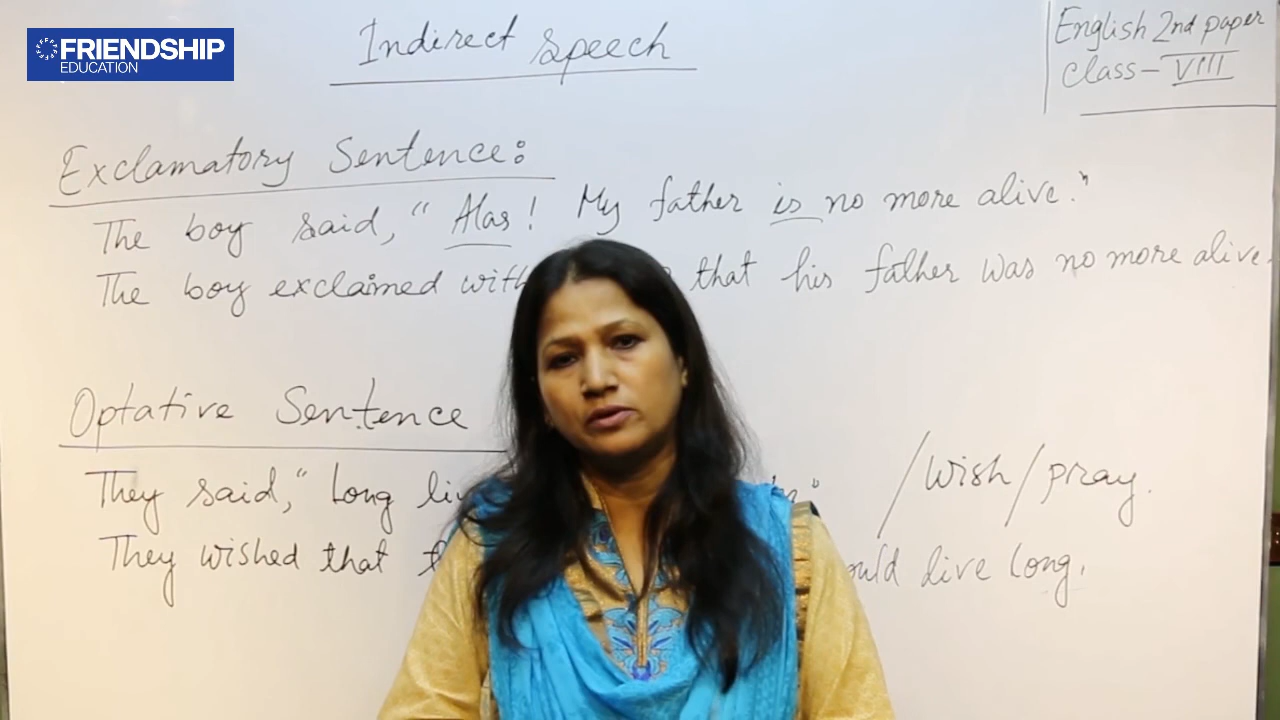 FRIENDSHIP
EDUCATION
Indirect Speech
English 2nd paper
class - VIII
Exclamatory Sentence:
The boy said, “Alas! My father is no more alive.”
The boy exclaimed with that his father was no more alive.
Optative Sentence
They said, “Long
/wish/pray.
They wished that live long.